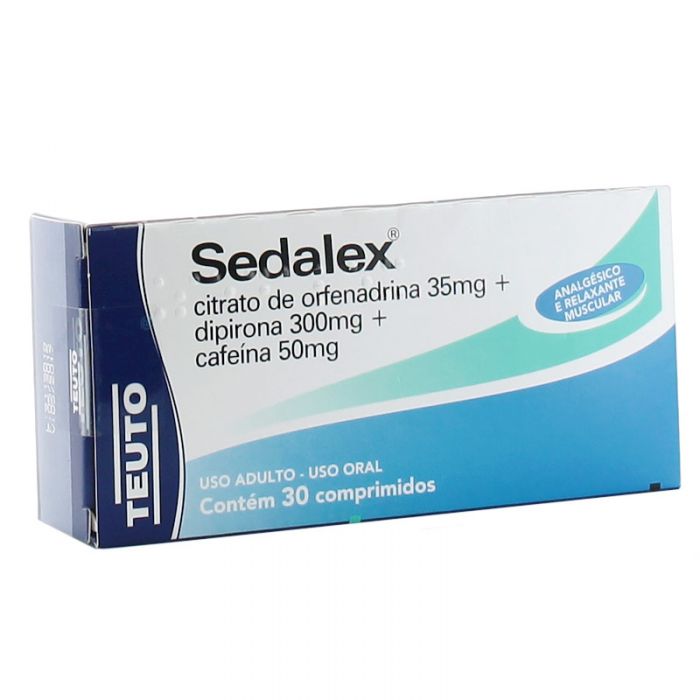 Sedalex®
citrato de orfenadrina 35mg +
dipirona 300mg +
cafeína 50mg
ANALGÉSICO
E RELAXANTE
MUSCULAR
USO ADULTO - USO ORAL
Contém 30 comprimidos
TEUTO
TEUTO